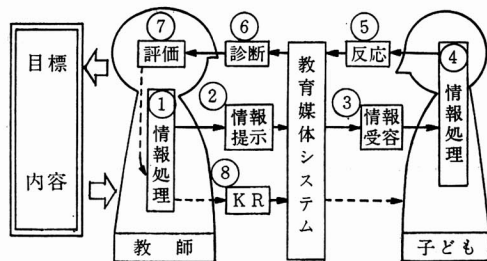 目標
内容
⑦
評価
⑥
診断
⑤
反応
④
情報処理
①
情報処理
②
情報
提示
教育媒体システム
③
情報
受容
⑧
KR
教師
子ども